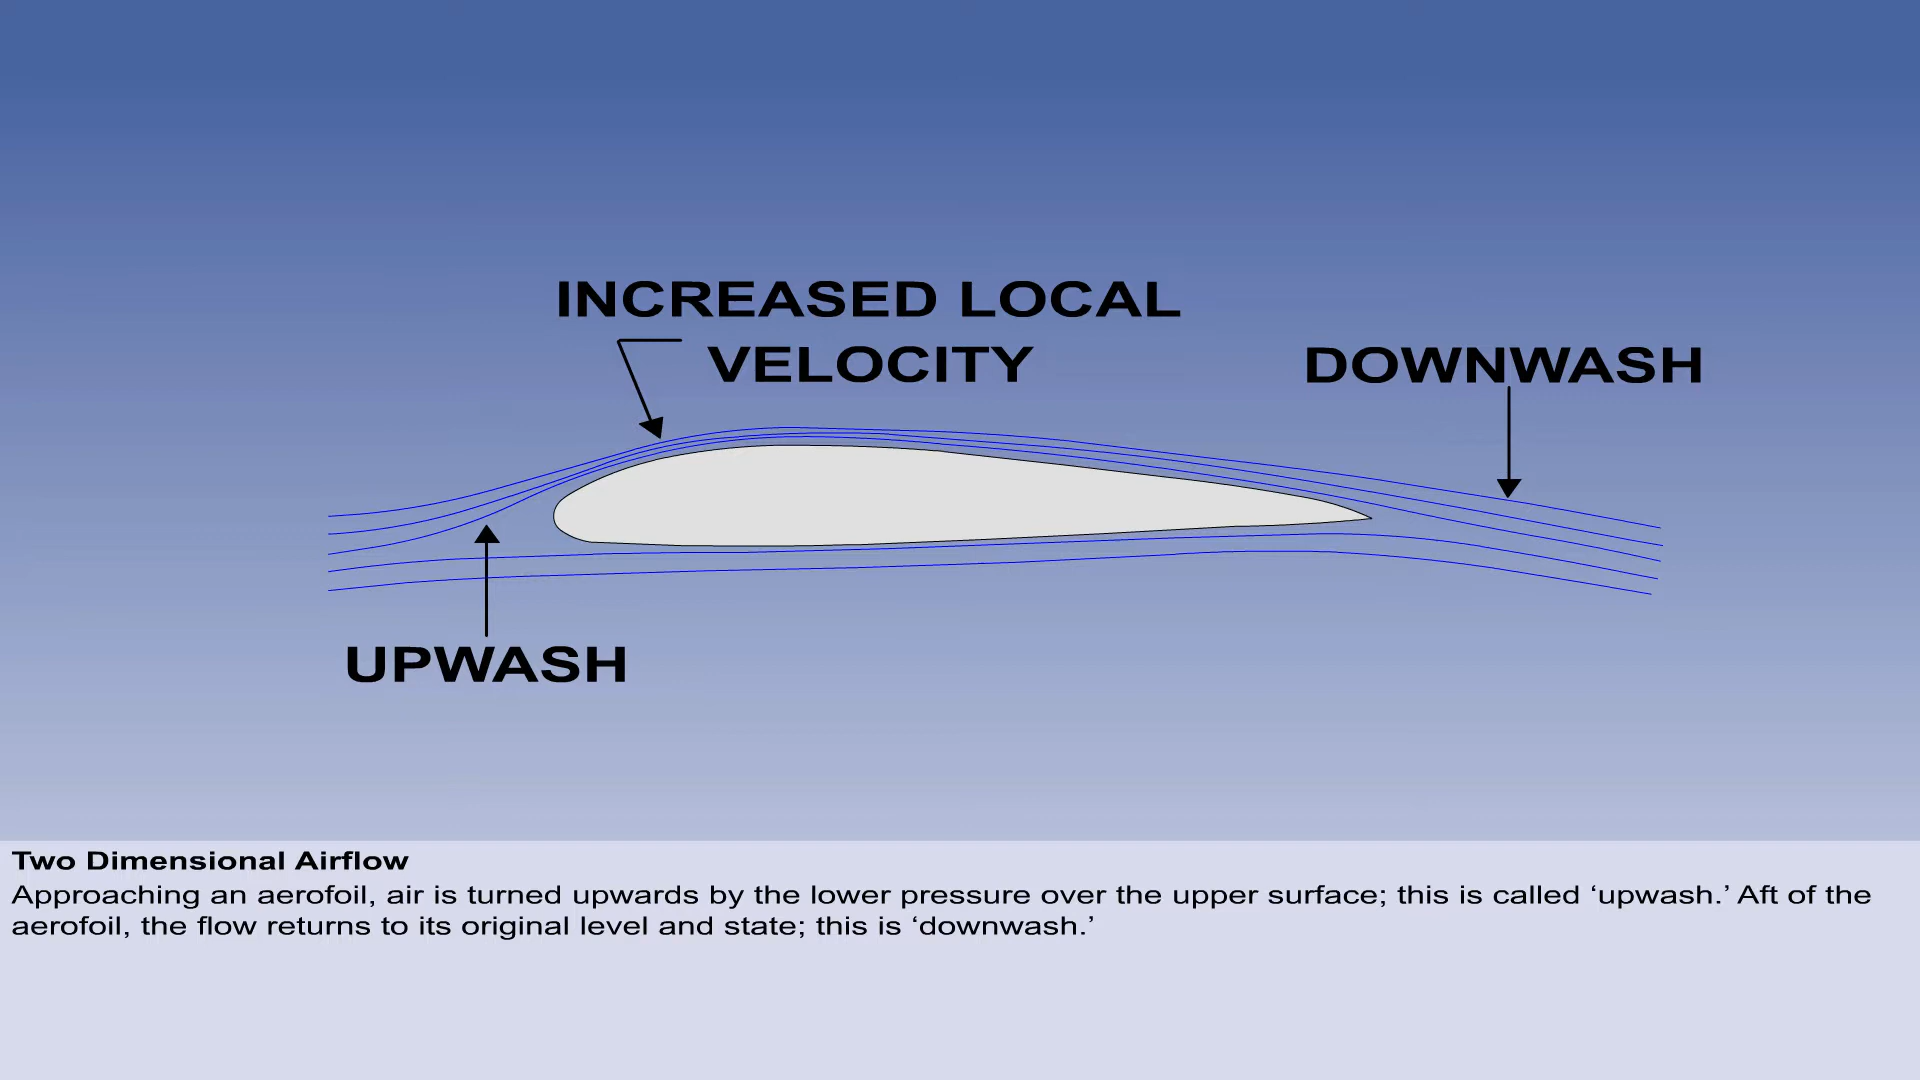 INCREASED LOCAL
VELOCITY
DOWNWASH
UPWASH
Two Dimensional Airflow
Approaching an aerofoil, air is turned upwards by the lower pressure over the upper surface; this is called ‘upwash.’ Aft of the
aerofoil, the flow returns to its original level and state; this is ‘downwash.’